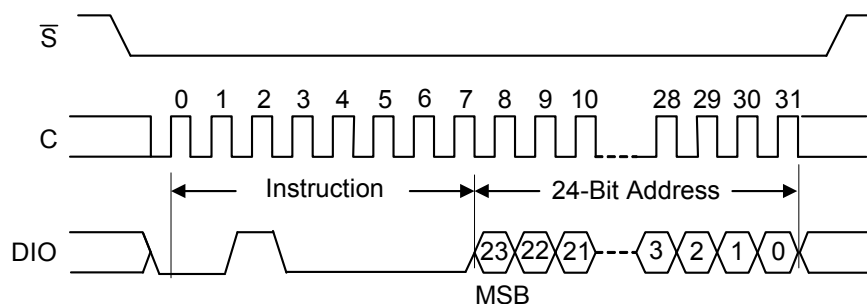 S
0 1 2 3 4 5 6 7 8 9 10 28 29 30 31
C
Instruction 24-Bit Address
DIO 23 22 21 3 2 1 0
MSB